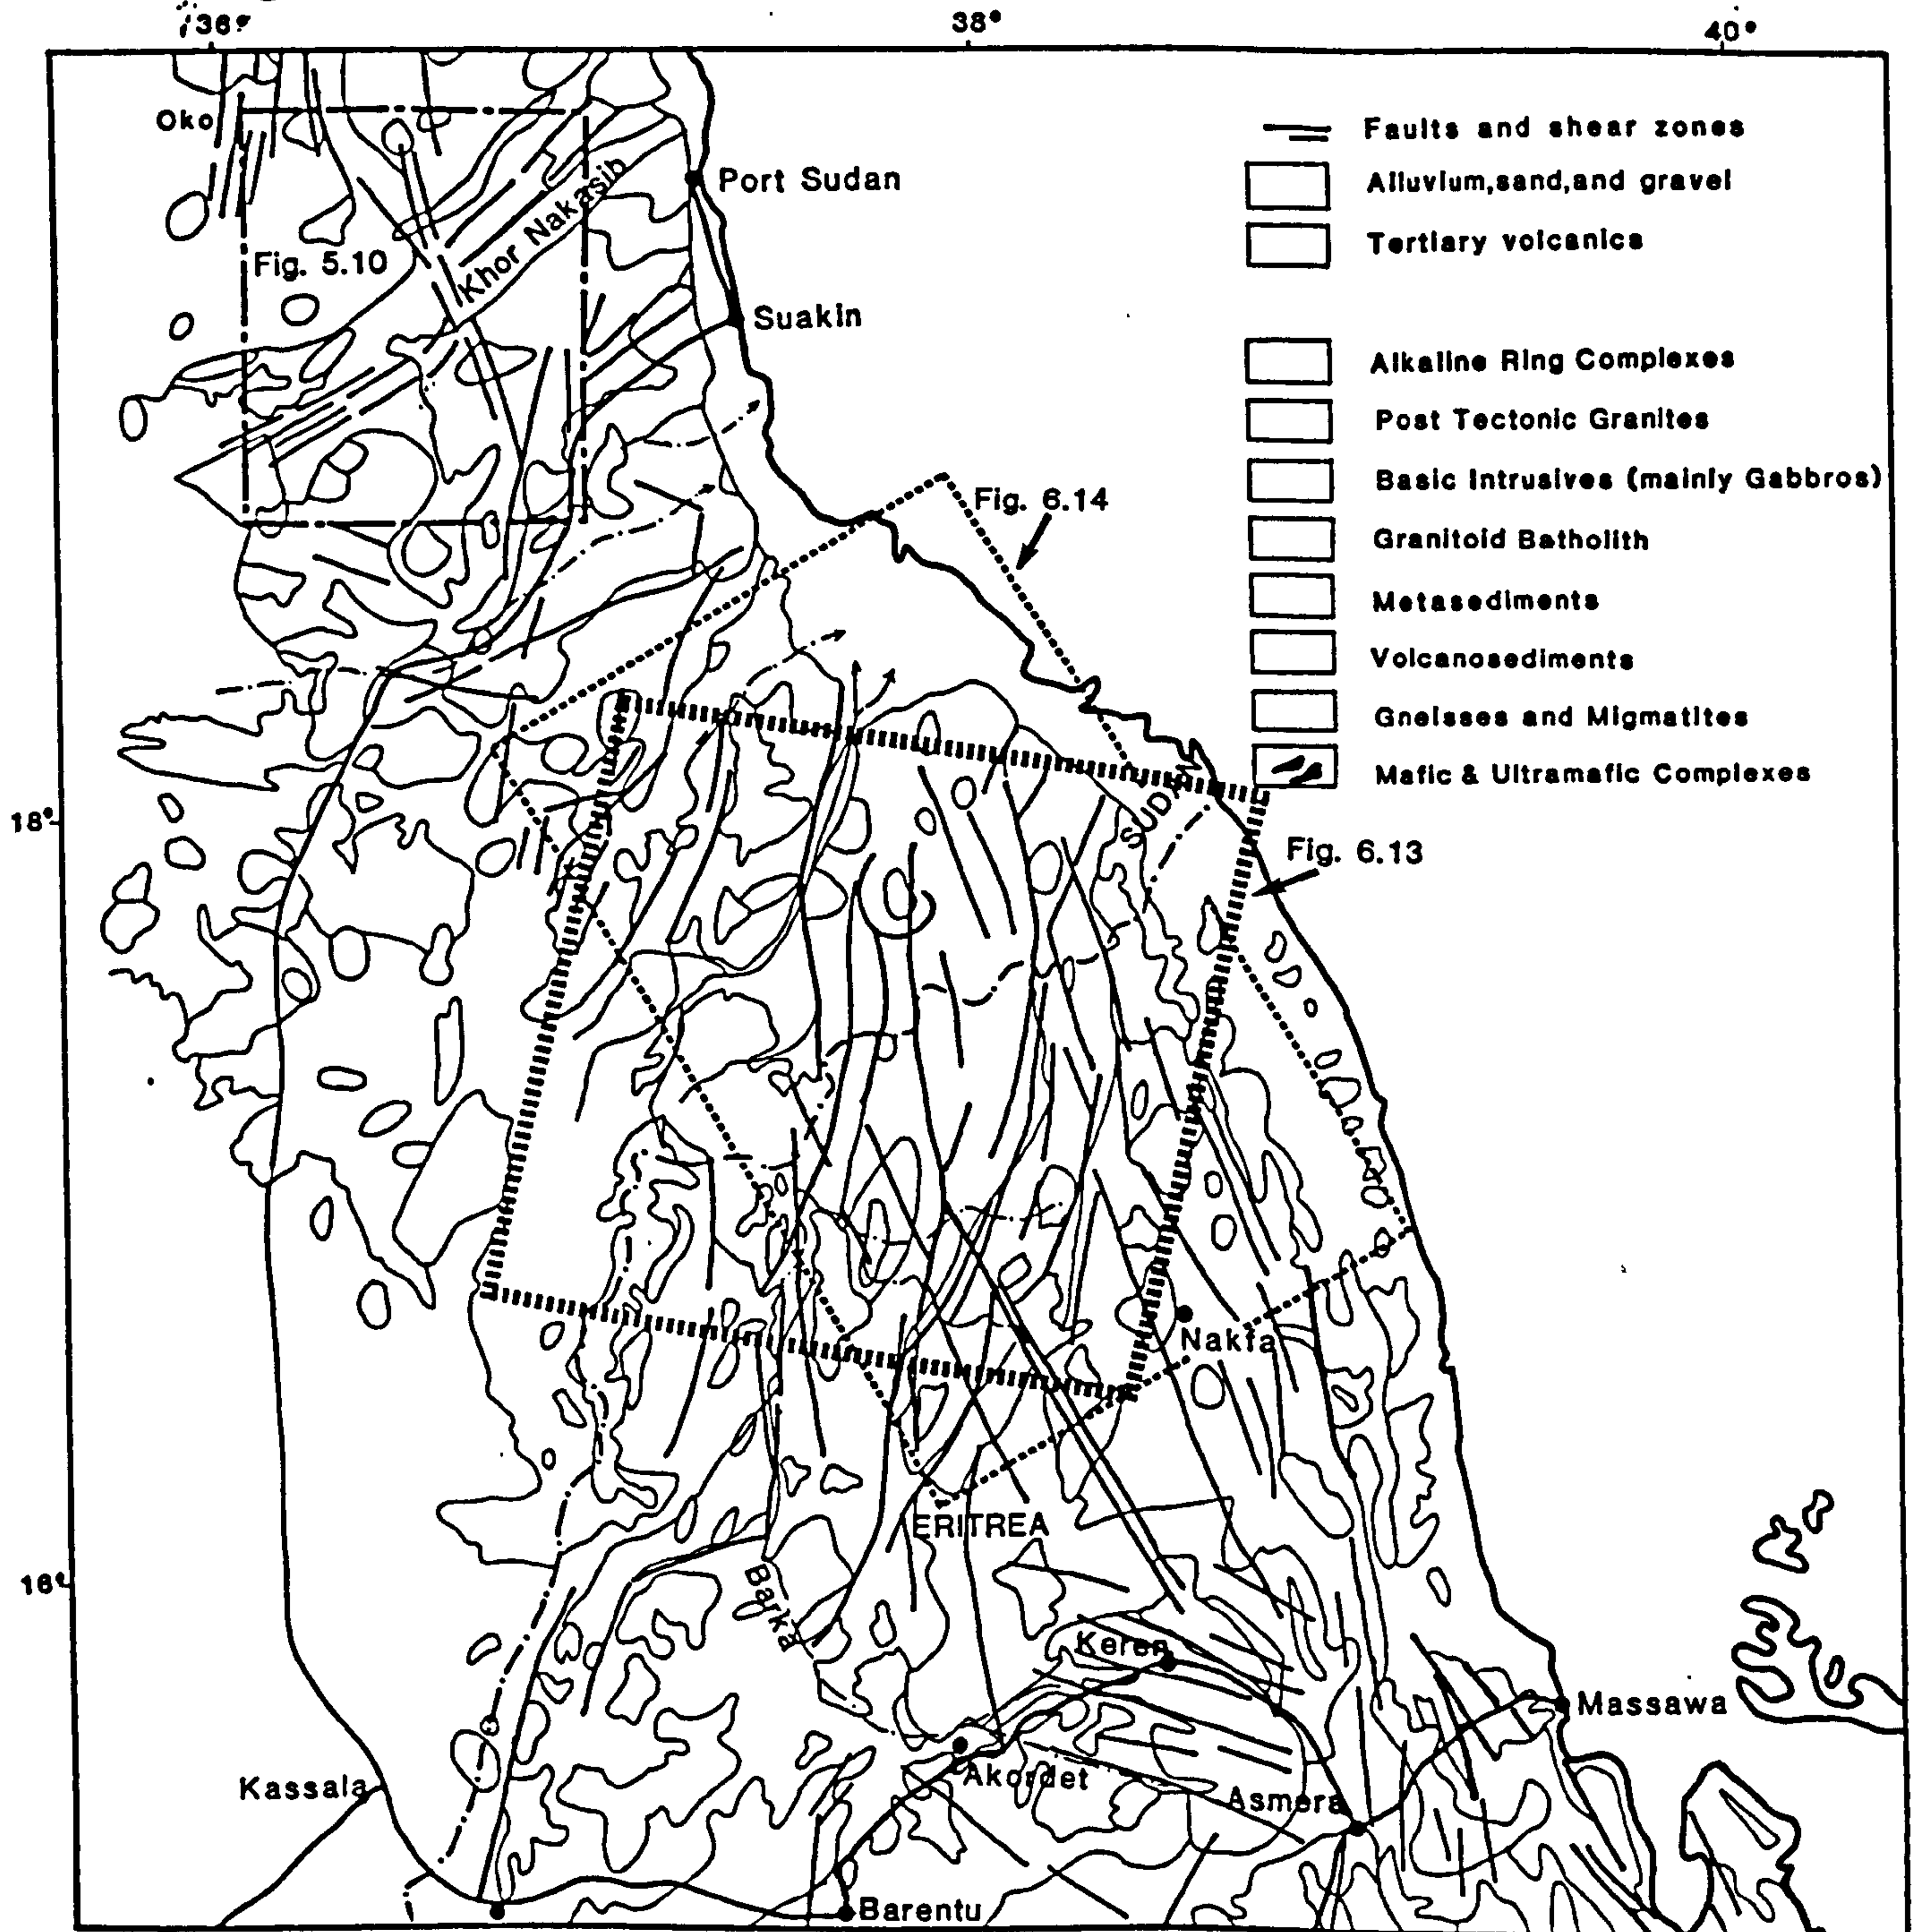 36°
38°
40°
Oko
Faults and shear zones
Port Sudan
Alluvium,sand,and gravel
Tertiary volcanics
Khor Nakasib
Fig. 5.10
Suakin
Alkaline Ring Complexes
Post Tectonic Granites
Basic Intrusives (mainly Gabbros)
Fig. 6.14
Granitoid Batholith
Metasediments
Volcanosediments
Gneisses and Migmatites
Mafic & Ultramafic Complexes
SUDAN
18°
Fig. 6.13
Nakfa
ERITREA
16°
Barka
Keren
Massawa
Kassala
Akordet
Asmera
Barentu